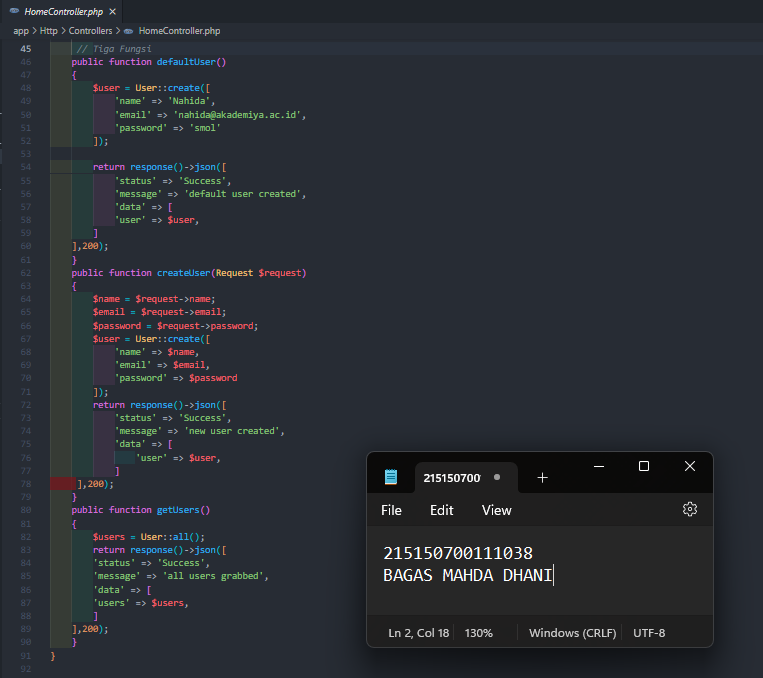 HomeController.php ×
app > Http > Controllers > HomeController.php
45 // Tiga Fungsi
46 public function defaultUser()
47 {
48 $user = User::create([
49 'name' => 'Nahida',
50 'email' => 'nahida@akademiya.ac.id',
51 'password' => 'smol'
52 ]);
53
54 return response()->json([
55 'status' => 'Success',
56 'message' => 'default user created',
57 'data' => [
58 'user' => $user,
59 ]
60 ],200);
61 }
62 public function createUser(Request $request)
63 {
64 $name = $request->name;
65 $email = $request->email;
66 $password = $request->password;
67 $user = User::create([
68 'name' => $name,
69 'email' => $email,
70 'password' => $password
71 ]);
72 return response()->json([
73 'status' => 'Success',
74 'message' => 'new user created',
75 'data' => [
76 'user' => $user,
77 ]
78 ],200);
79 }
80 public function getUsers()
81 {
82 $users = User::all();
83 return response()->json([
84 'status' => 'Success',
85 'message' => 'all users grabbed',
86 'data' => [
87 'users' => $users,
88 ]
89 ],200);
90 }
91 }
92
215150700
File Edit View
215150700111038
BAGAS MAHDA DHANI
Ln 2, Col 18 130% Windows (CRLF) UTF-8